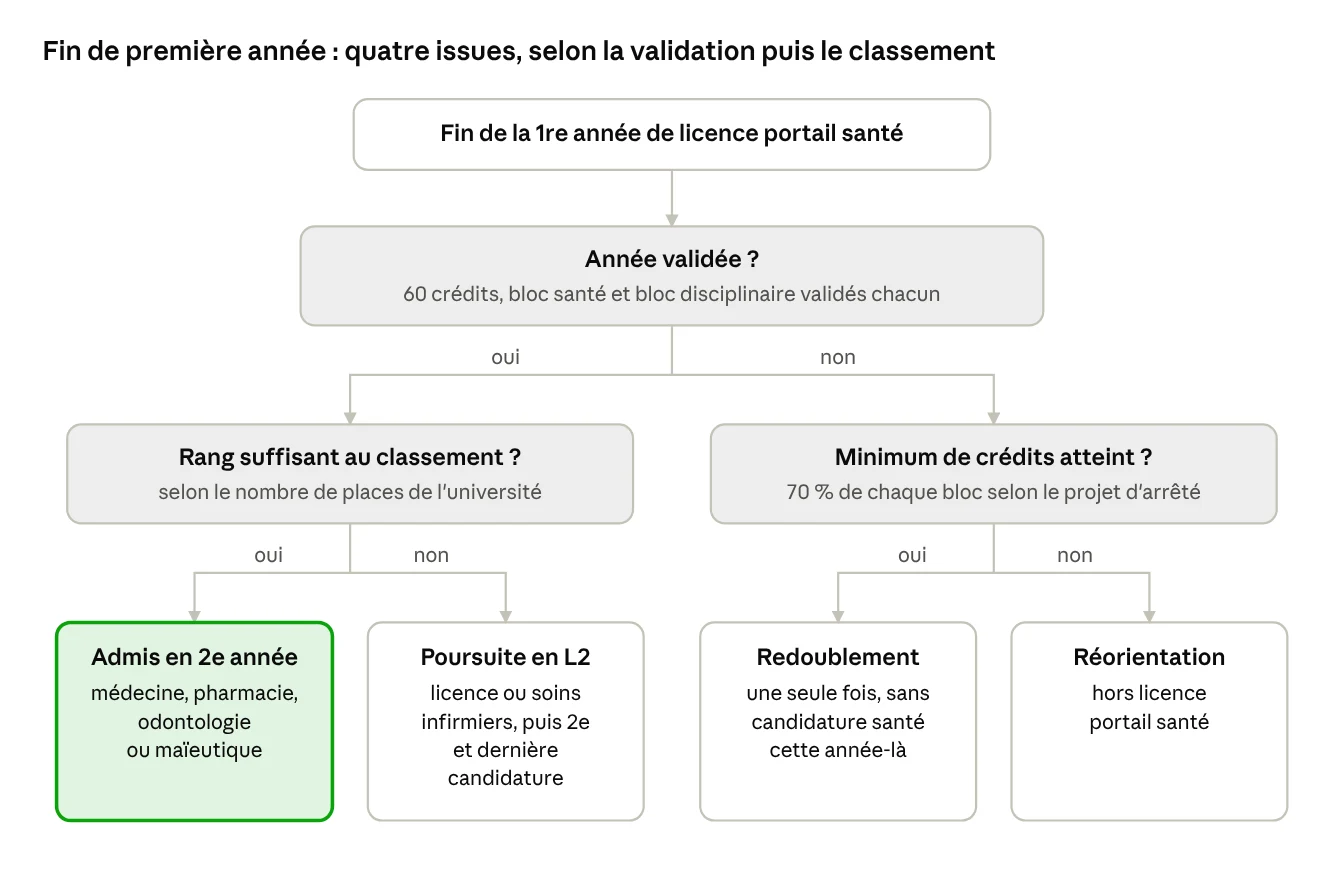 Fin de première année : quatre issues, selon la validation puis le classement
Fin de la 1re année de licence portail santé
Année validée ?
60 crédits, bloc santé et bloc disciplinaire validés chacun
oui
non
Rang suffisant au classement ?
selon le nombre de places de l'université
Minimum de crédits atteint ?
70 % de chaque bloc selon le projet d'arrêté
oui
non
oui
non
Admis en 2e année
médecine, pharmacie,
odontologie
ou maïeutique
Poursuite en L2
licence ou soins
infirmiers, puis 2e
et dernière
candidature
Redoublement
une seule fois, sans
candidature santé
cette année-là
Réorientation
hors licence
portail santé